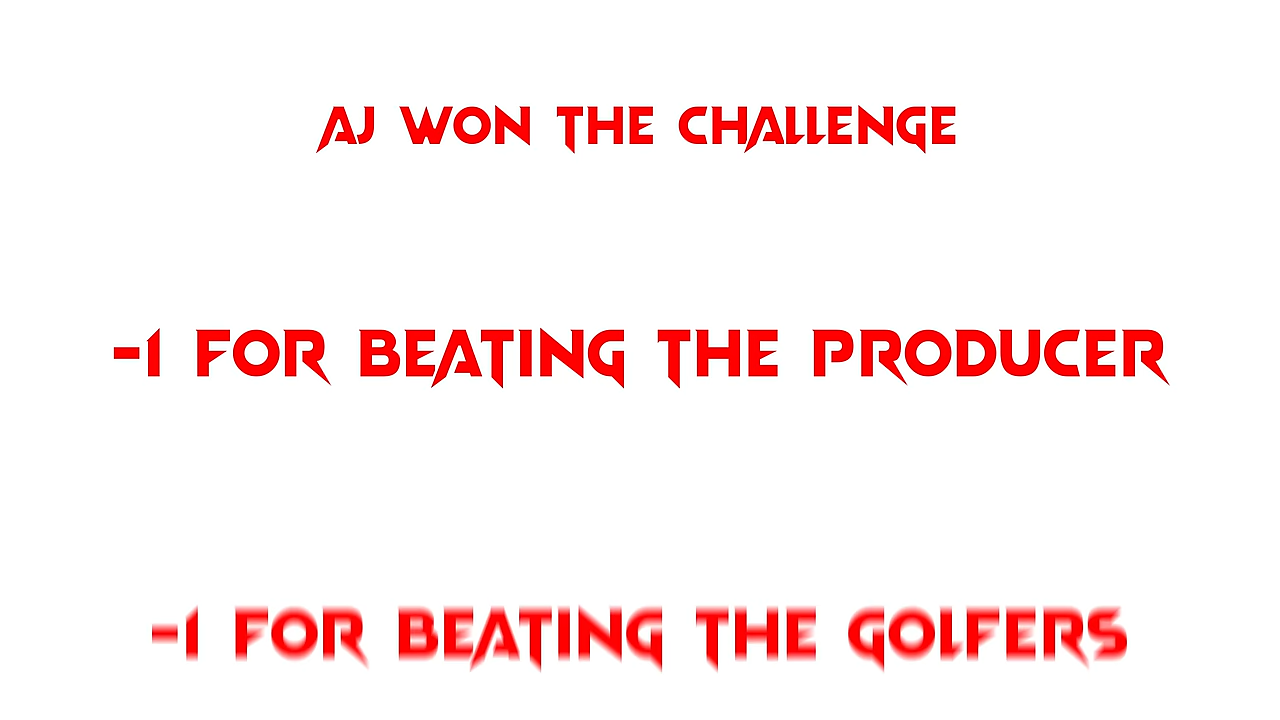 AJ WON THE CHALLENGE
-1 FOR BEATING THE PRODUCER
-1 FOR BEATING THE GOLFERS